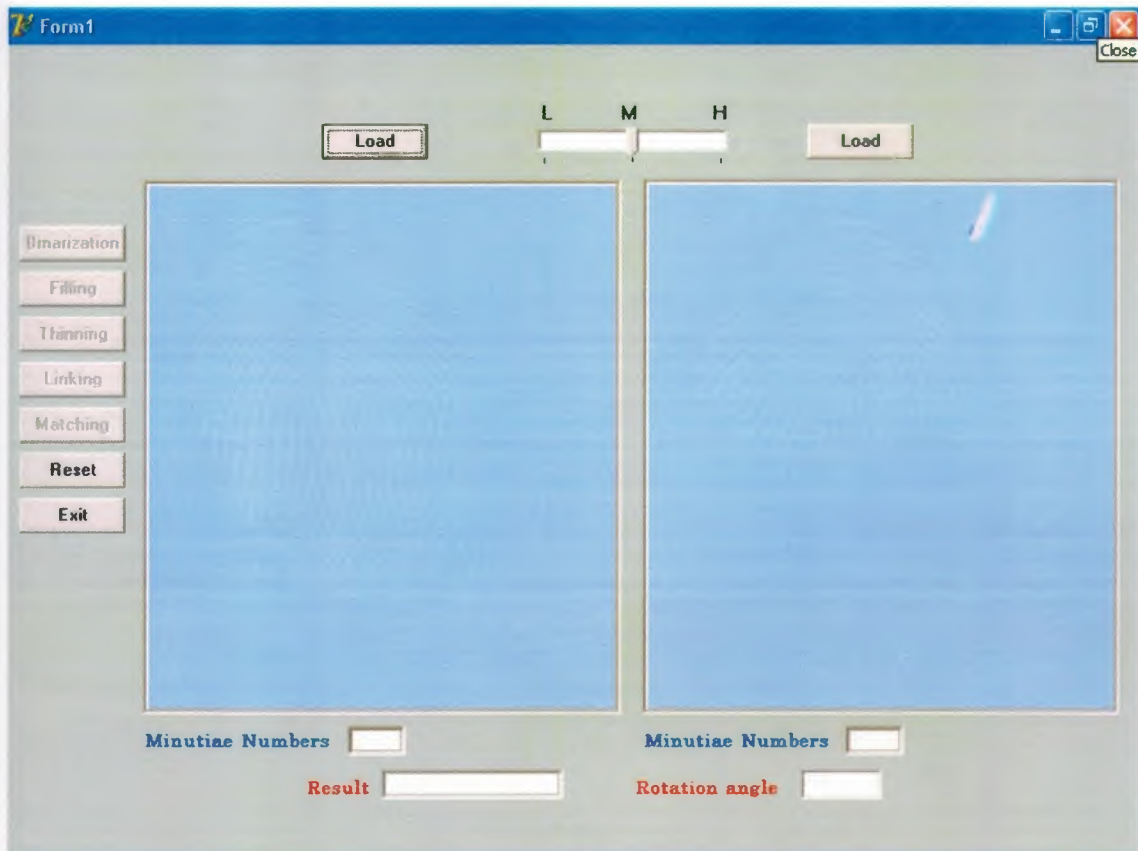 Form1
Close
L M H
Load
Load
Binarization
Filling
Thinning
Linking
Matching
Reset
Exit
Minutiae Numbers
Minutiae Numbers
Result
Rotation angle